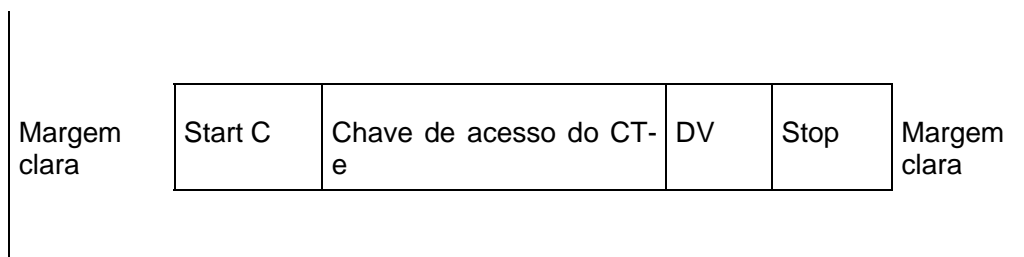 Margem
clara
Start C
Chave de acesso do CT-
e
DV
Stop
Margem
clara